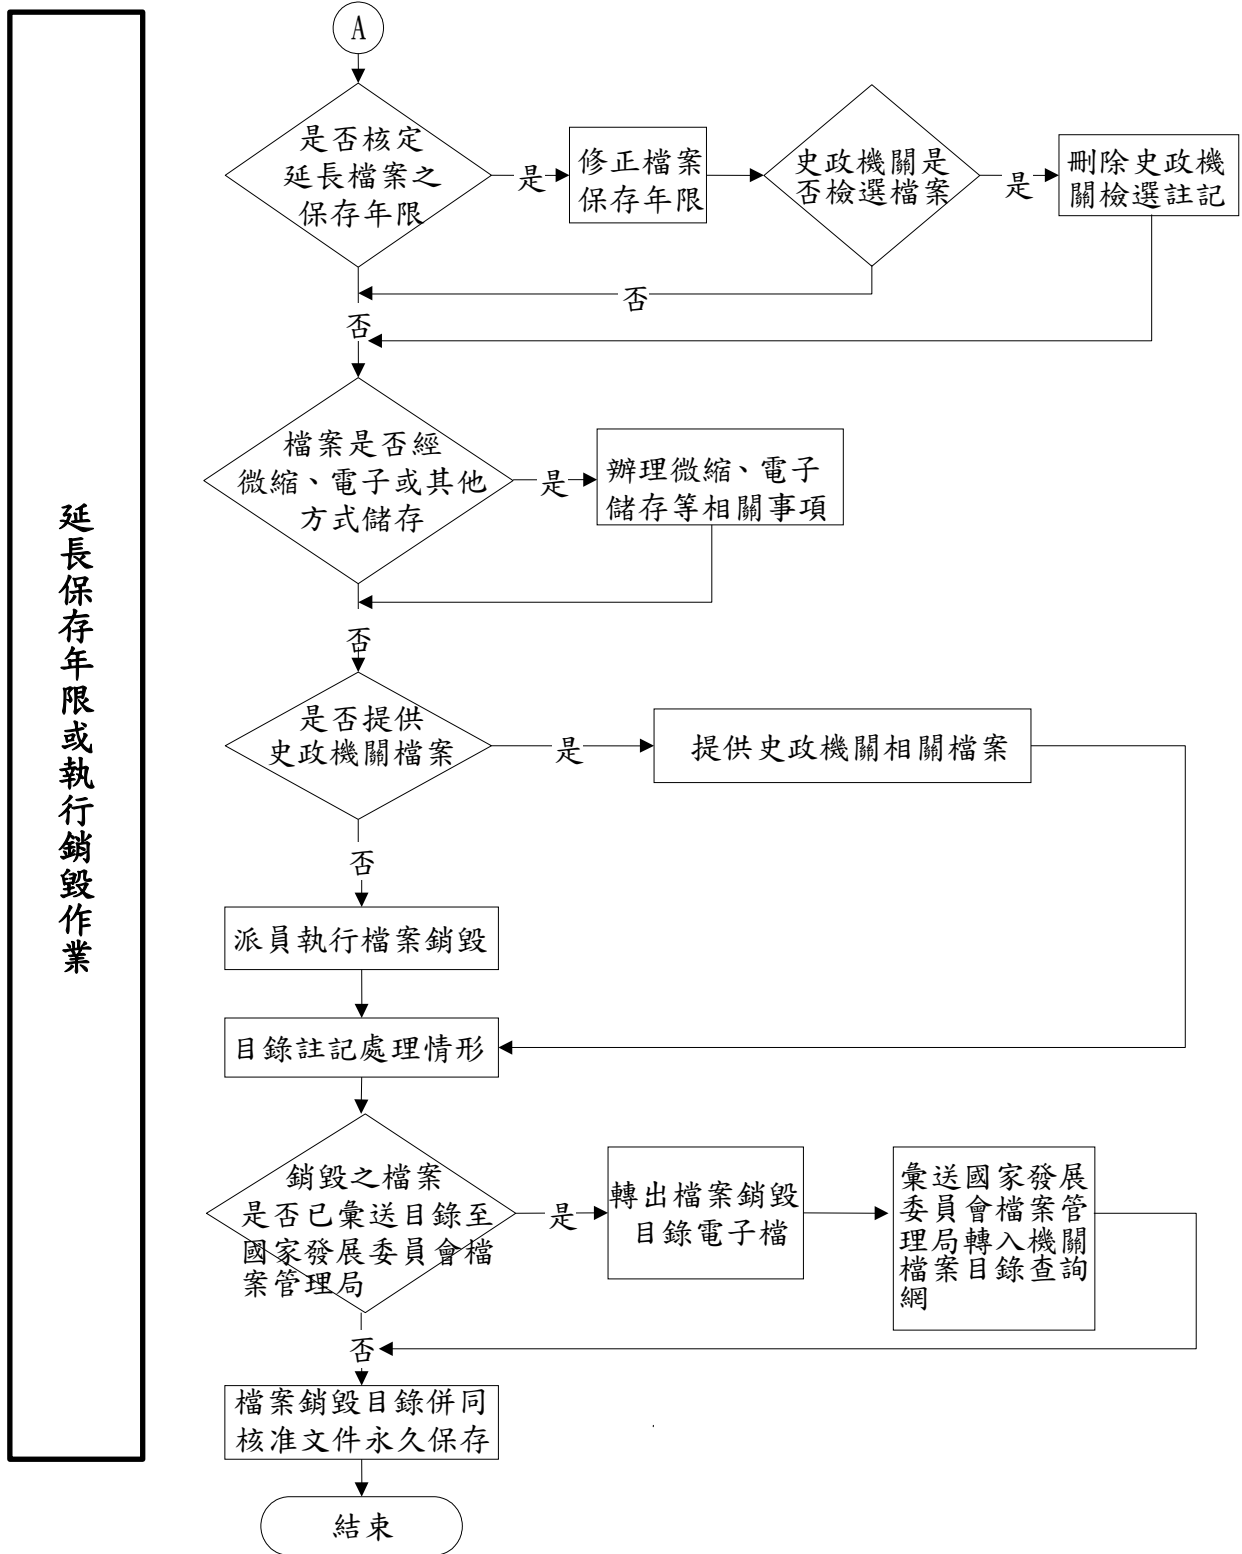 延長保存年限或執行銷毀作業
A
是否核定
延長檔案之
保存年限
是
修正檔案
保存年限
史政機關是
否檢選檔案
是
刪除史政機
關檢選註記
否
否
檔案是否經
微縮、電子或其他
方式儲存
是
辦理微縮、電子
儲存等相關事項
否
是否提供
史政機關檔案
是
提供史政機關相關檔案
否
派員執行檔案銷毀
目錄註記處理情形
銷毀之檔案
是否已彙送目錄至
國家發展委員會檔
案管理局
是
轉出檔案銷毀
目錄電子檔
彙送國家發展
委員會檔案管
理局轉入機關
檔案目錄查詢
網
否
檔案銷毀目錄併同
核准文件永久保存
結束